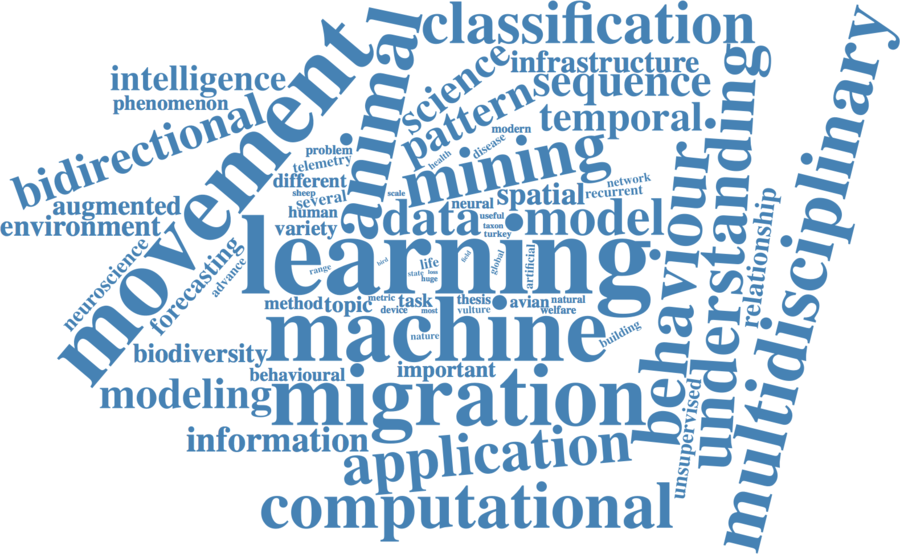 classification
movement
animal
multidisciplinary
intelligence
phenomenon
bidirectional
science
infrastructure
sequence
pattern
temporal
understanding
modern
disease
health
mining
problem
telemetry
different
sheep
several
human
variety
scale
neural
spatial
network
recurrent
augmented
environment
data
useful
taxon
turkey
model
behaviour
relationship
neuroscience
forecasting
advance
learning
range
bird
life
state
loss
huge
field
global
artificial
method
topic
metric
device
task
most
thesis
vulture
avian
natural
welfare
machine
nature
building
biodiversity
behavioural
important
modeling
migration
unsupervised
information
application
computational